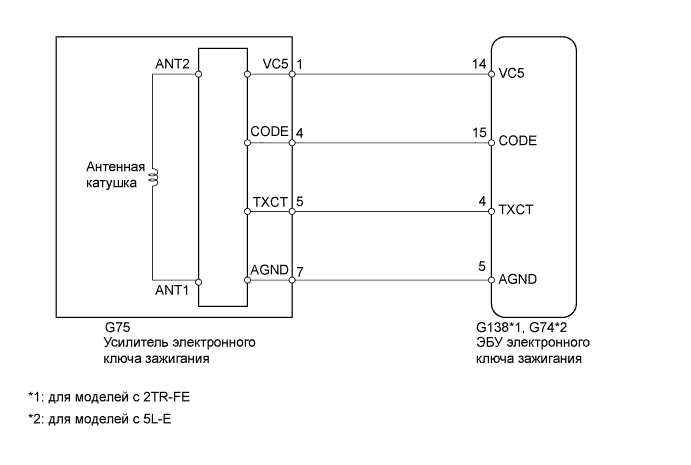 ANT2
VC5 1
14
VC5
CODE 4
15
CODE
Антенная
катушка
TXCT 5
4
TXCT
AGND 7
5
AGND
ANT1
G75
Усилитель электронного
ключа зажигания
G138*1, G74*2
ЭБУ электронного
ключа зажигания
*1: для моделей с 2TR-FE
*2: для моделей с 5L-E